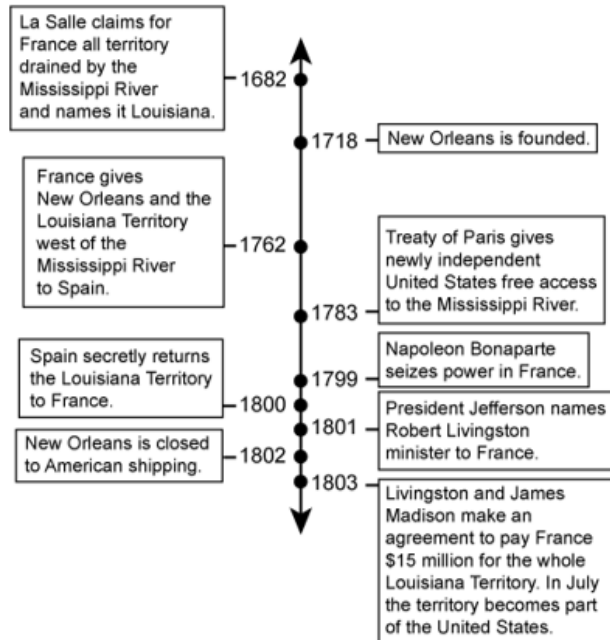 La Salle claims for
France all territory
drained by the
Mississippi River
and names it Louisiana.
1682
1718
New Orleans is founded.
France gives
New Orleans and the
Louisiana Territory
west of the
Mississippi River
to Spain.
1762
Treaty of Paris gives
newly independent
United States free access
to the Mississippi River.
1783
Napoleon Bonaparte
seizes power in France.
1799
Spain secretly returns
the Louisiana Territory
to France.
1800
President Jefferson names
Robert Livingston
minister to France.
1801
New Orleans is closed
to American shipping.
1802
1803
Livingston and James
Madison make an
agreement to pay France
$15 million for the whole
Louisiana Territory. In July
the territory becomes part
of the United States.